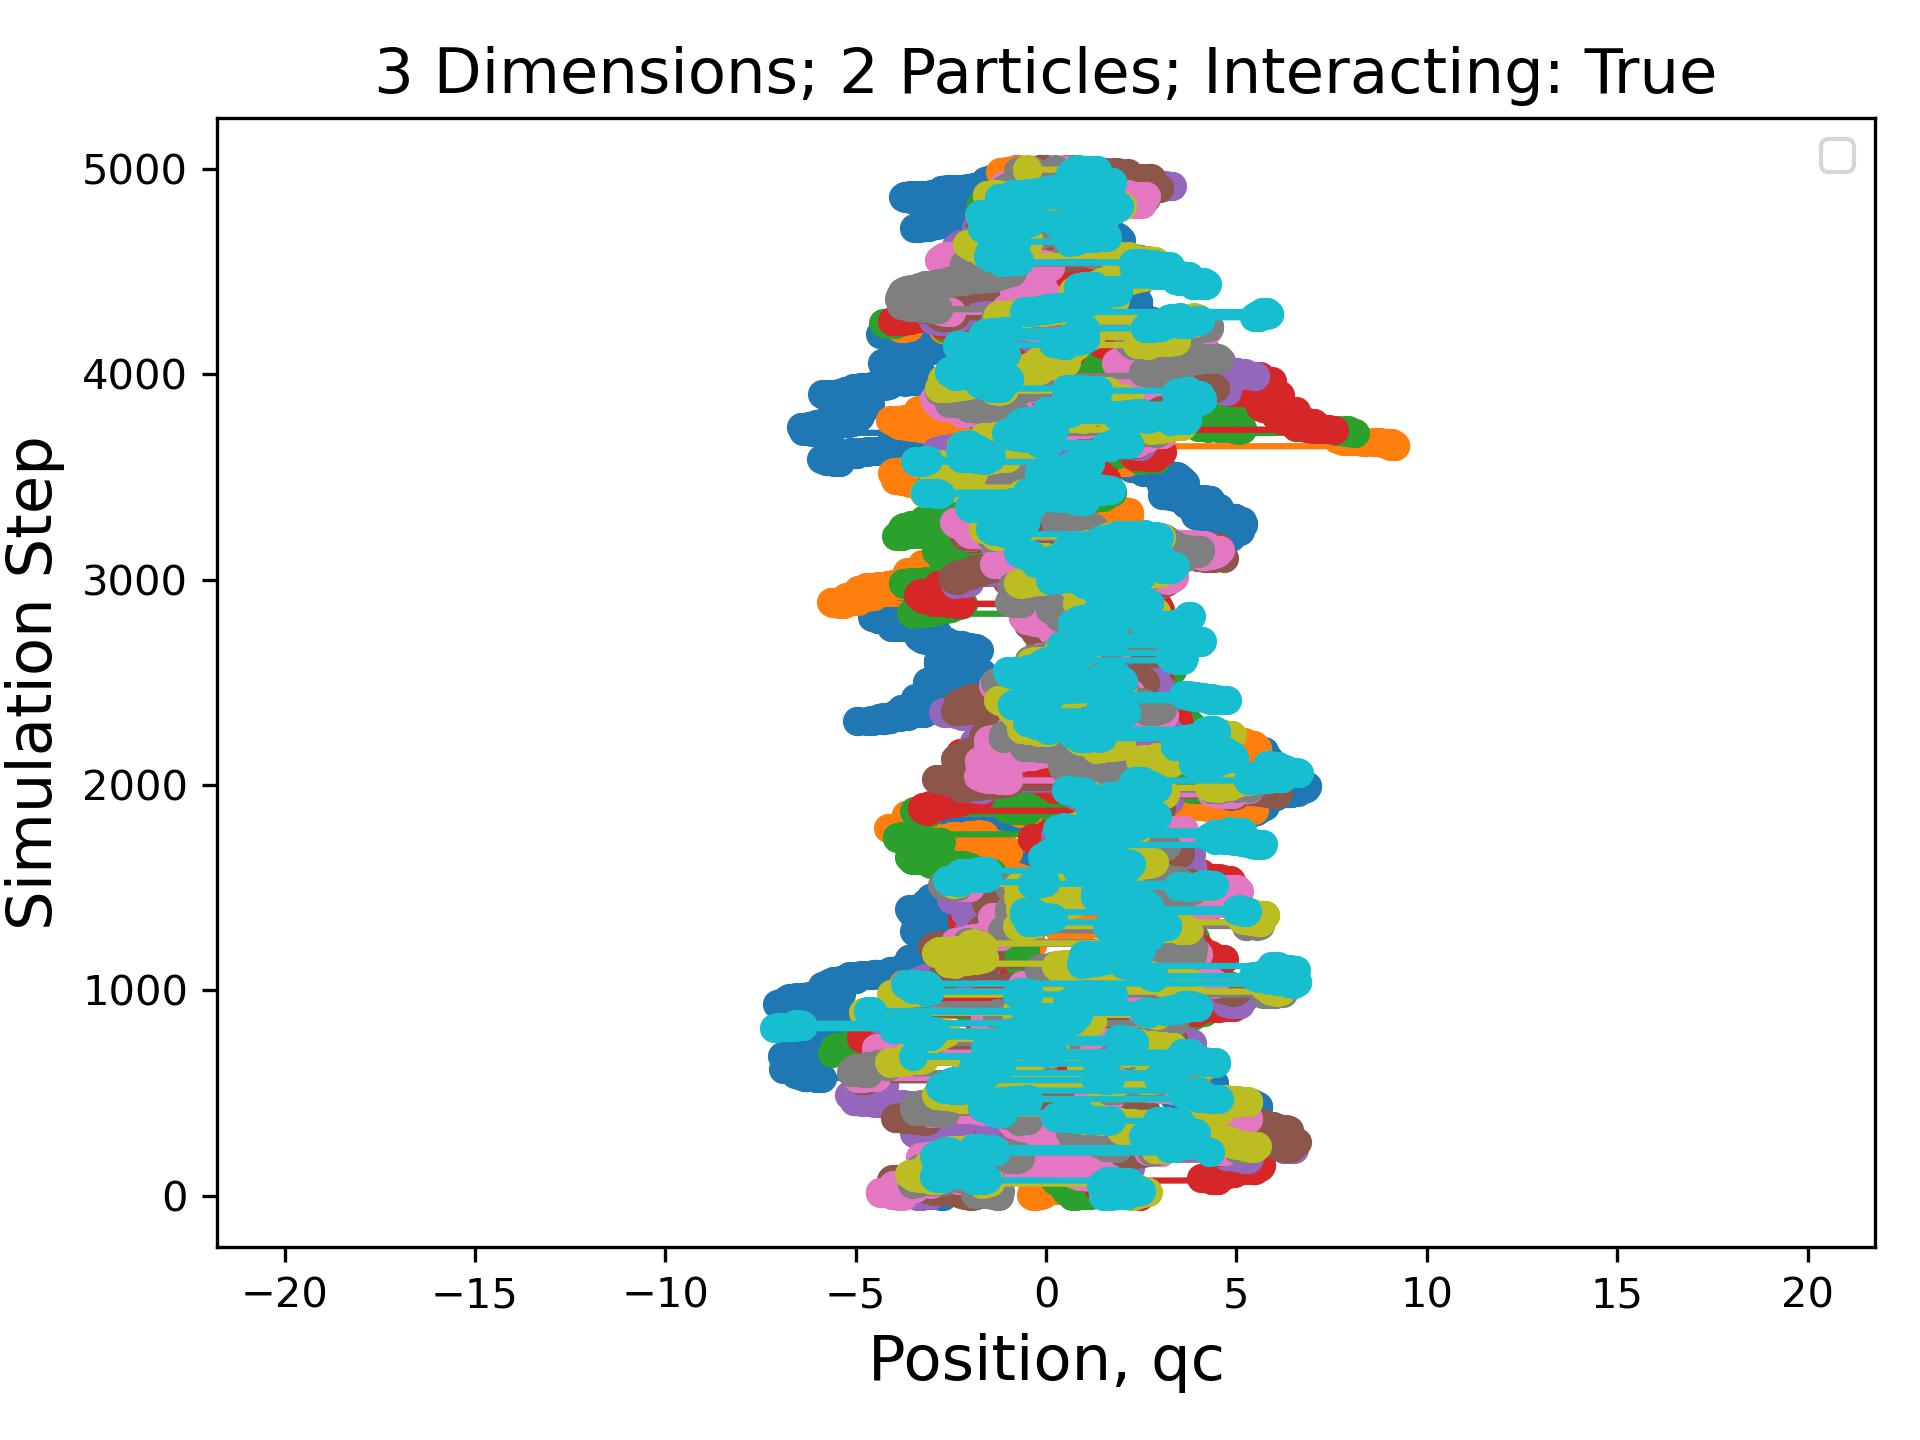 3 Dimensions; 2 Particles; Interacting: True
Simulation Step
5000
4000
3000
2000
1000
0
−20 −15 −10 −5 0 5 10 15 20
Position, qc